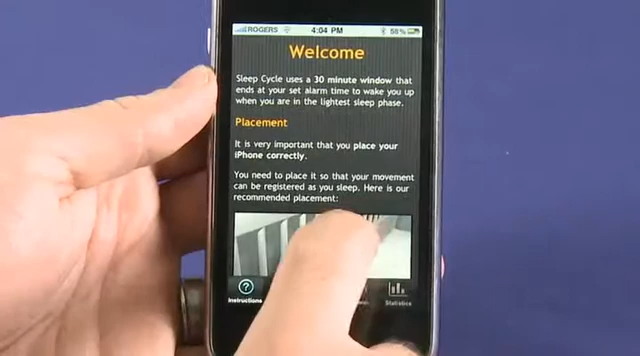 ROGERS 4:04 PM 58%
Welcome
Sleep Cycle uses a 30 minute window that
ends at your set alarm time to wake you up
when you are in the lightest sleep phase.
Placement
It is very important that you place your
iPhone correctly.
You need to place it so that your movement
can be registered as you sleep. Here is our
recommended placement:
Instructions Statistics